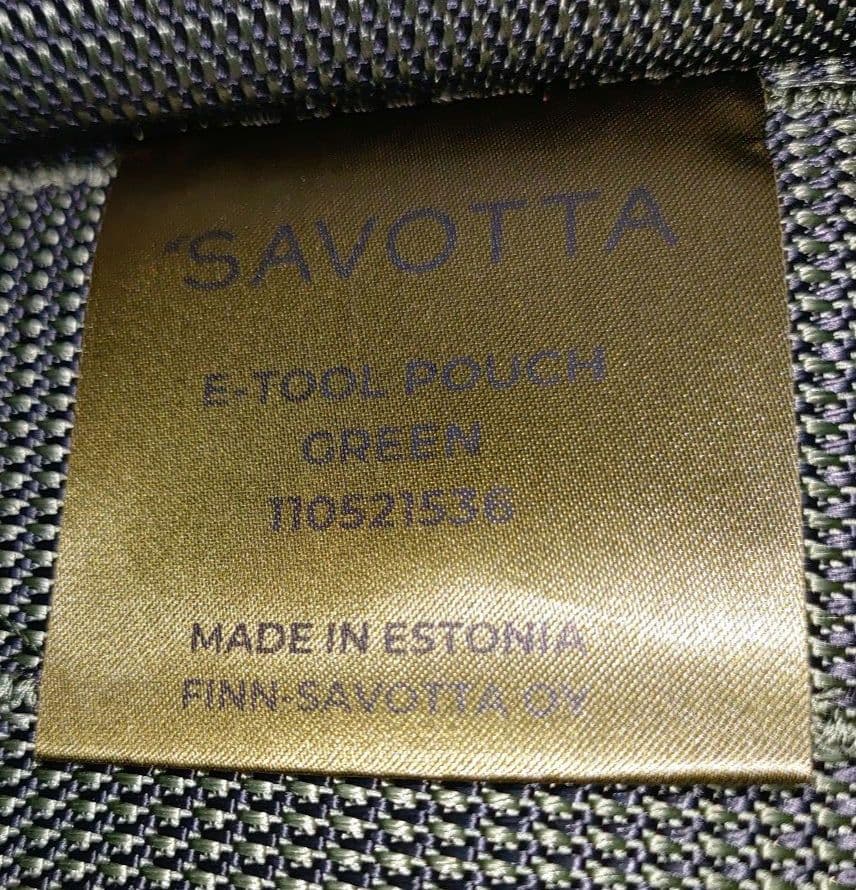 SAVOTTA
E-TOOL POUCH
GREEN
110521536
MADE IN ESTONIA
FINN-SAVOTTA OY